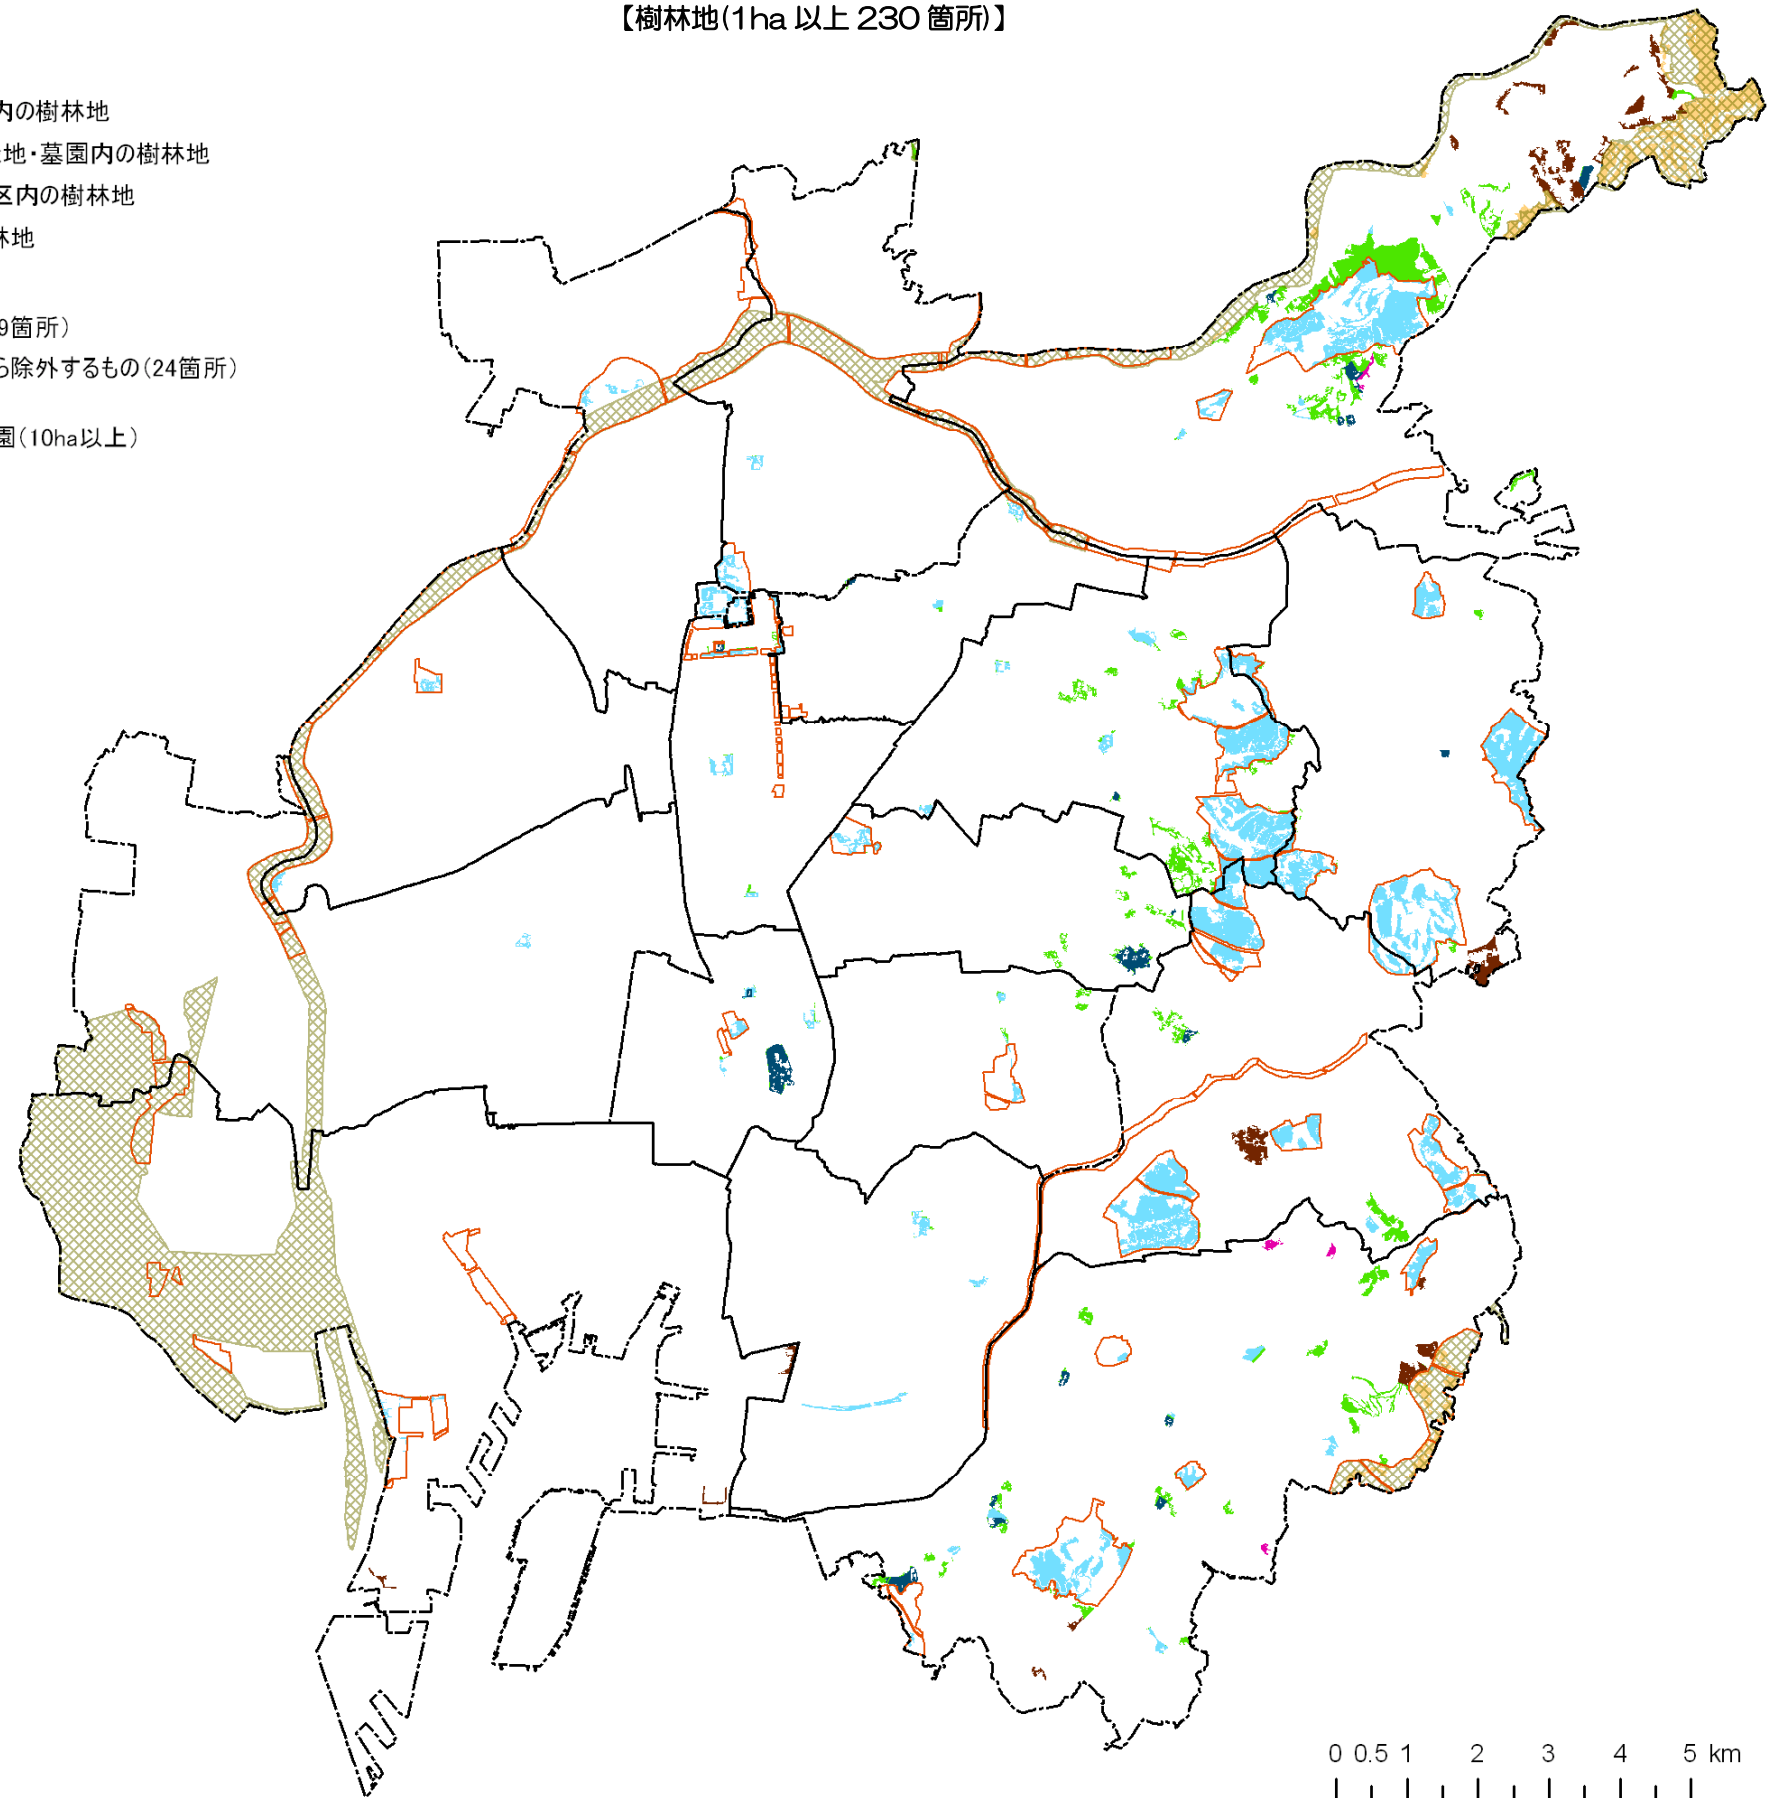 【樹林地(1ha 以上 230 箇所)】
内の樹林地
地・墓園内の樹林地
区内の樹林地
林地
9箇所)
ら除外するもの(24箇所)
園(10ha以上)
0 0.5 1 2 3 4 5 km